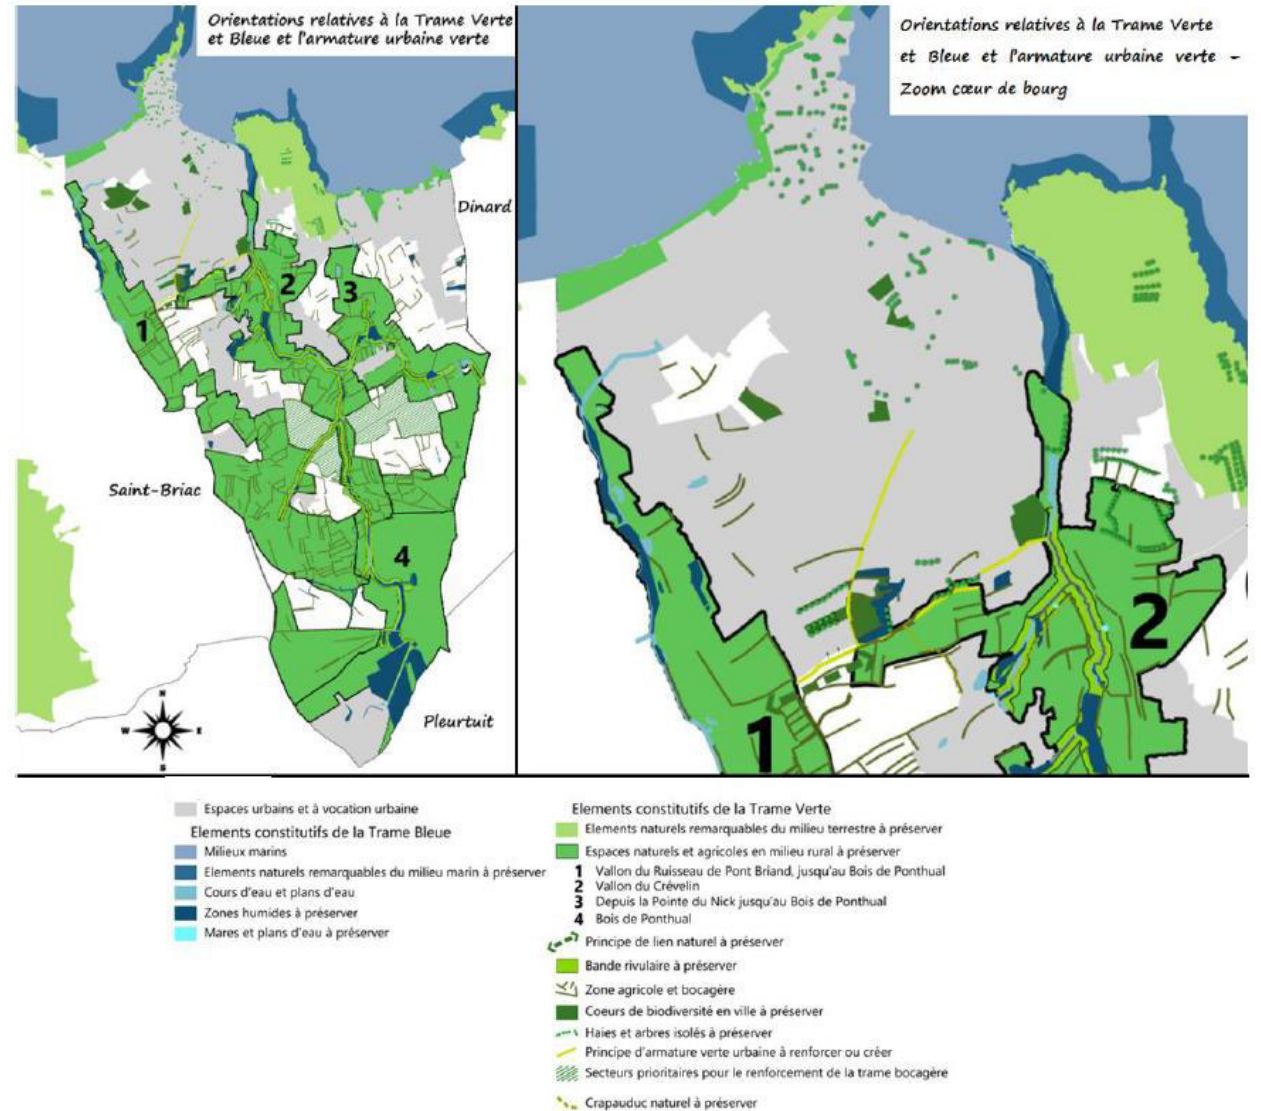 Orientations relatives à la Trame Verte
et Bleue et l'armature urbaine verte
Dinard
1
2
3
Saint-Briac
4
Pleurtuit
N
W
E
S
Orientations relatives à la Trame Verte
et Bleue et l'armature urbaine verte -
Zoom cœur de bourg
2
1
Espaces urbains et à vocation urbaine
Elements constitutifs de la Trame Bleue
Milieux marins
Elements naturels remarquables du milieu marin à préserver
Cours d'eau et plans d'eau
Zones humides à préserver
Mares et plans d'eau à préserver
Elements constitutifs de la Trame Verte
Elements naturels remarquables du milieu terrestre à préserver
Espaces naturels et agricoles en milieu rural à préserver
1 Vallon du Ruisseau de Pont Briand, jusqu'au Bois de Ponthual
2 Vallon du Crévelin
3 Depuis la Pointe du Nick jusqu'au Bois de Ponthual
4 Bois de Ponthual
Principe de lien naturel à préserver
Bande rivulaire à préserver
Zone agricole et bocagère
Coeurs de biodiversité en ville à préserver
Haies et arbres isolés à préserver
Principe d'armature verte urbaine à renforcer ou créer
Secteurs prioritaires pour le renforcement de la trame bocagère
Crapauduc naturel à préserver